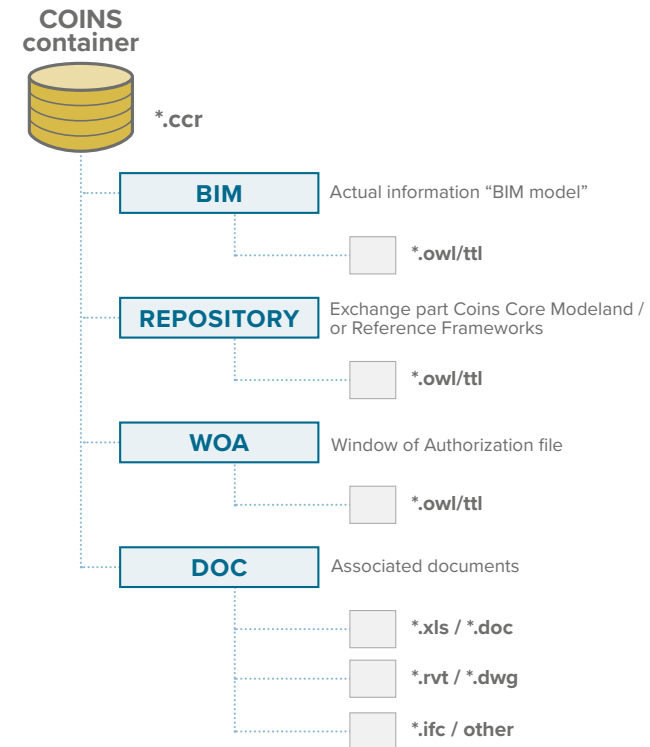 COINS
container
*.ccr
BIM
Actual information “BIM model”
*.owl/ttl
REPOSITORY
Exchange part Coins Core Modeland /
or Reference Frameworks
*.owl/ttl
WOA
Window of Authorization file
*.owl/ttl
DOC
Associated documents
*.xls / *.doc
*.rvt / *.dwg
*.ifc / other